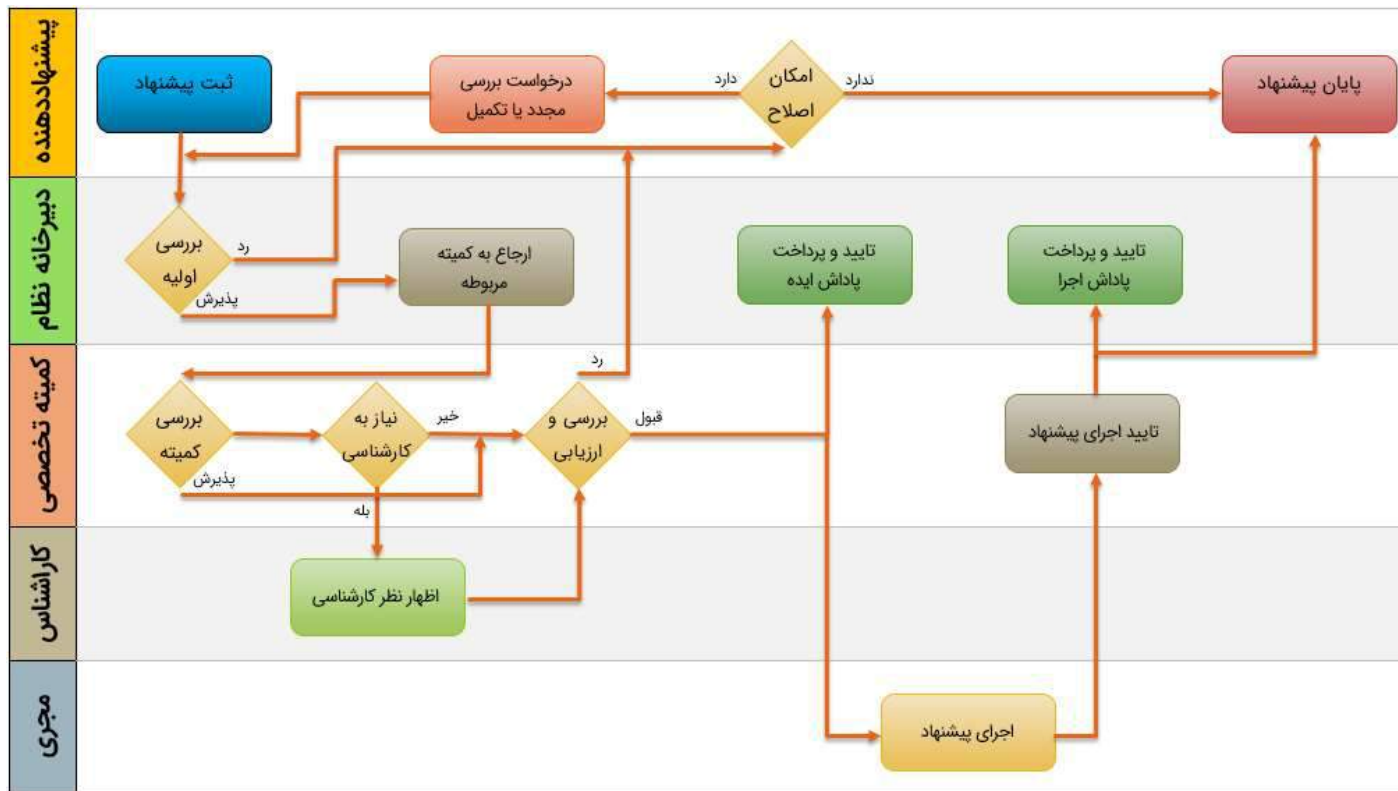 پیشنهاددهنده
ثبت پیشنهاد
درخواست بررسی
مجدد یا تکمیل
دارد
امکان
اصلاح
ندارد
پایان پیشنهاد
دبیرخانه نظام
بررسی
اولیه
رد
پذیرش
ارجاع به کمیته
مربوطه
تایید و پرداخت
پاداش ایده
تایید و پرداخت
پاداش اجرا
کمیته تخصصی
بررسی
کمیته
پذیرش
نیاز به
کارشناسی
خیر
بله
بررسی و
ارزیابی
رد
قبول
تایید اجرای پیشنهاد
کاراشناس
اظهار نظر کارشناسی
مجری
اجرای پیشنهاد